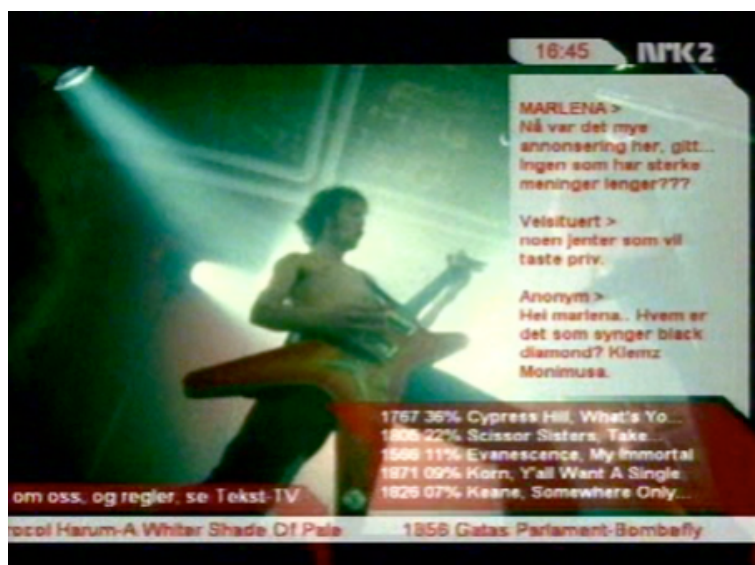 16:45 NRK2
MARLENA >
Nå var det mye
annonsering her, gitt...
Ingen som har sterke
meninger lenger???
Velsituert >
noen jenter som vil
taste priv.
Anonym >
Hei marlena.. Hvem er
det som synger black
diamond? Klemz
Monimusa.
1767 36% Cypress Hill, What's Yo...
1805 22% Scissor Sisters, Take...
1566 11% Evanescence, My Immortal
1871 09% Korn, Y'all Want A Single
1826 07% Keane, Somewhere Only...
om oss, og regler, se Tekst-TV
rocol Harum-A Whiter Shade Of Pale 1856 Gatas Parlament-Bombefly